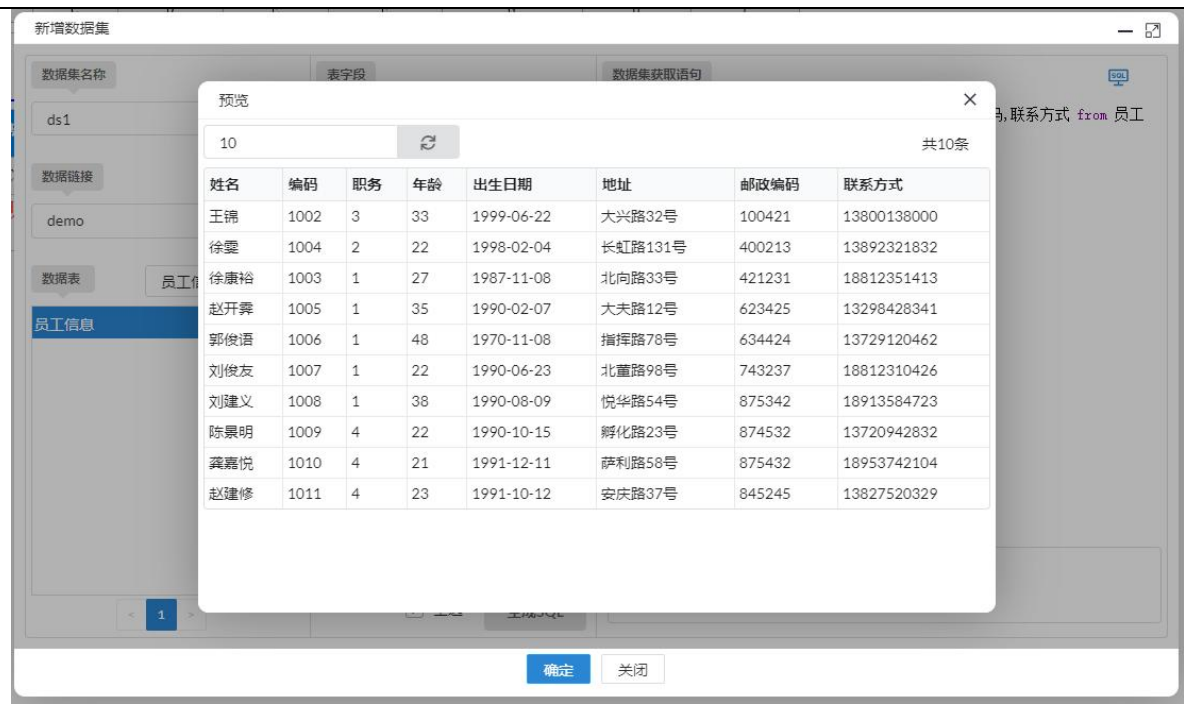 新增数据集
数据集名称 表字段 数据集获取语句
ds1
码,联系方式 from 员工
数据链接
demo
数据表
员工信息
预览
10 共10条
姓名 编码 职务 年龄 出生日期 地址 邮政编码 联系方式
王锦 1002 3 33 1999-06-22 大兴路32号 100421 13800138000
徐雯 1004 2 22 1998-02-04 长虹路131号 400213 13892321832
徐康裕 1003 1 27 1987-11-08 北向路33号 421231 18812351413
赵开霁 1005 1 35 1990-02-07 大夫路12号 623425 13298428341
郭俊语 1006 1 48 1970-11-08 指挥路78号 634424 13729120462
刘俊友 1007 1 22 1990-06-23 北董路98号 743237 18812310426
刘建义 1008 1 38 1990-08-09 悦华路54号 875342 18913584723
陈景明 1009 4 22 1990-10-15 孵化路23号 874532 13720942832
龚嘉悦 1010 4 21 1991-12-11 萨利路58号 875432 18953742104
赵建修 1011 4 23 1991-10-12 安庆路37号 845245 13827520329
< 1 >
确定 关闭